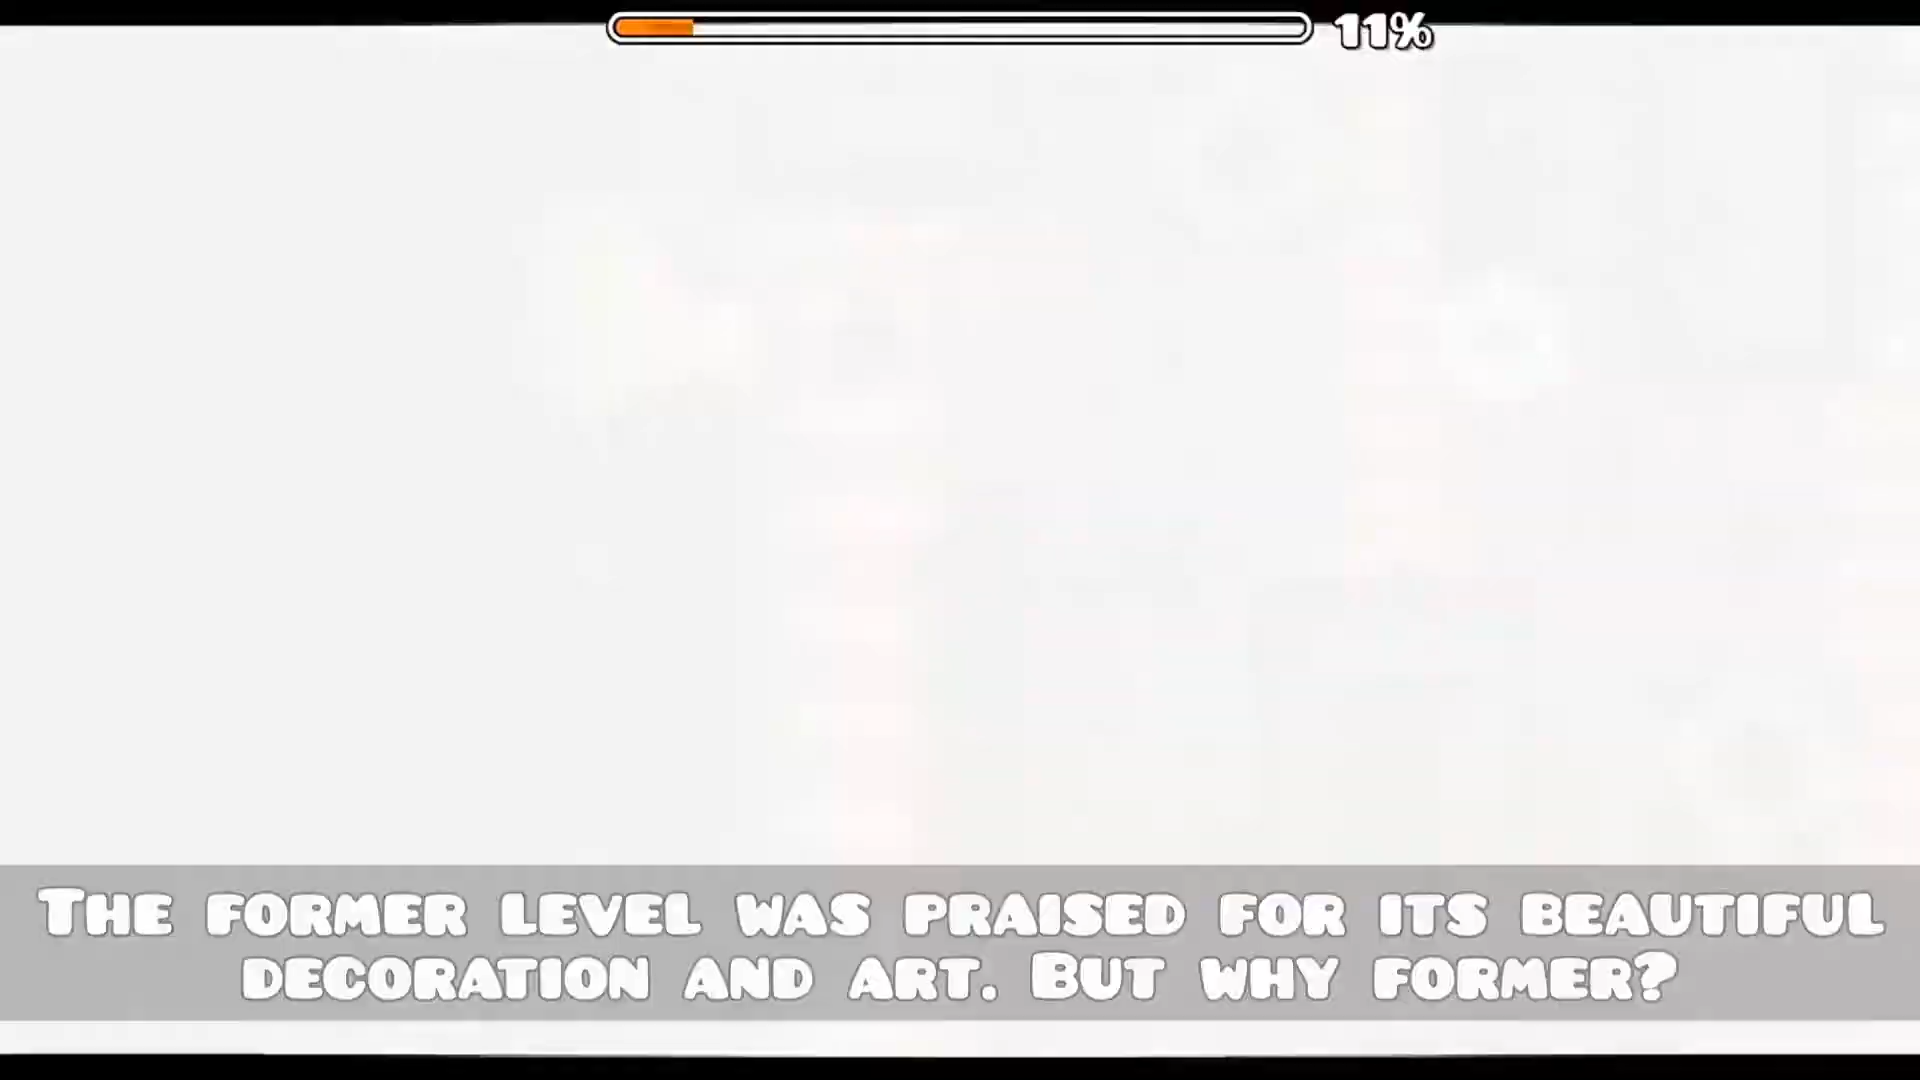 11%
The former level was praised for its beautiful
decoration and art. But why former?